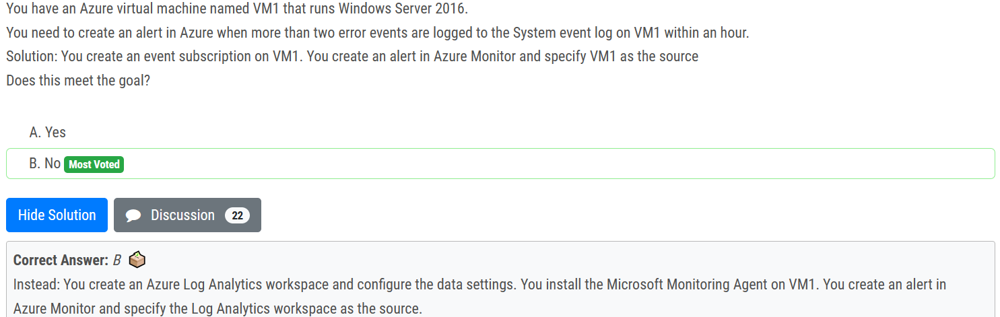 You have an Azure virtual machine named VM1 that runs Windows Server 2016.
You need to create an alert in Azure when more than two error events are logged to the System event log on VM1 within an hour.
Solution: You create an event subscription on VM1. You create an alert in Azure Monitor and specify VM1 as the source
Does this meet the goal?
A. Yes
B. No Most Voted
Hide Solution Discussion 22
Correct Answer: B
Instead: You create an Azure Log Analytics workspace and configure the data settings. You install the Microsoft Monitoring Agent on VM1. You create an alert in
Azure Monitor and specify the Log Analytics workspace as the source.